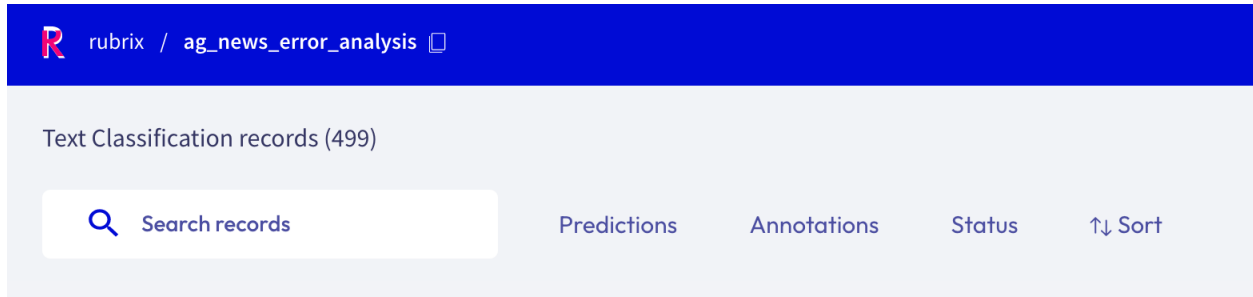 rubrix / ag_news_error_analysis
Text Classification records (499)
Search records Predictions Annotations Status ↑↓ Sort